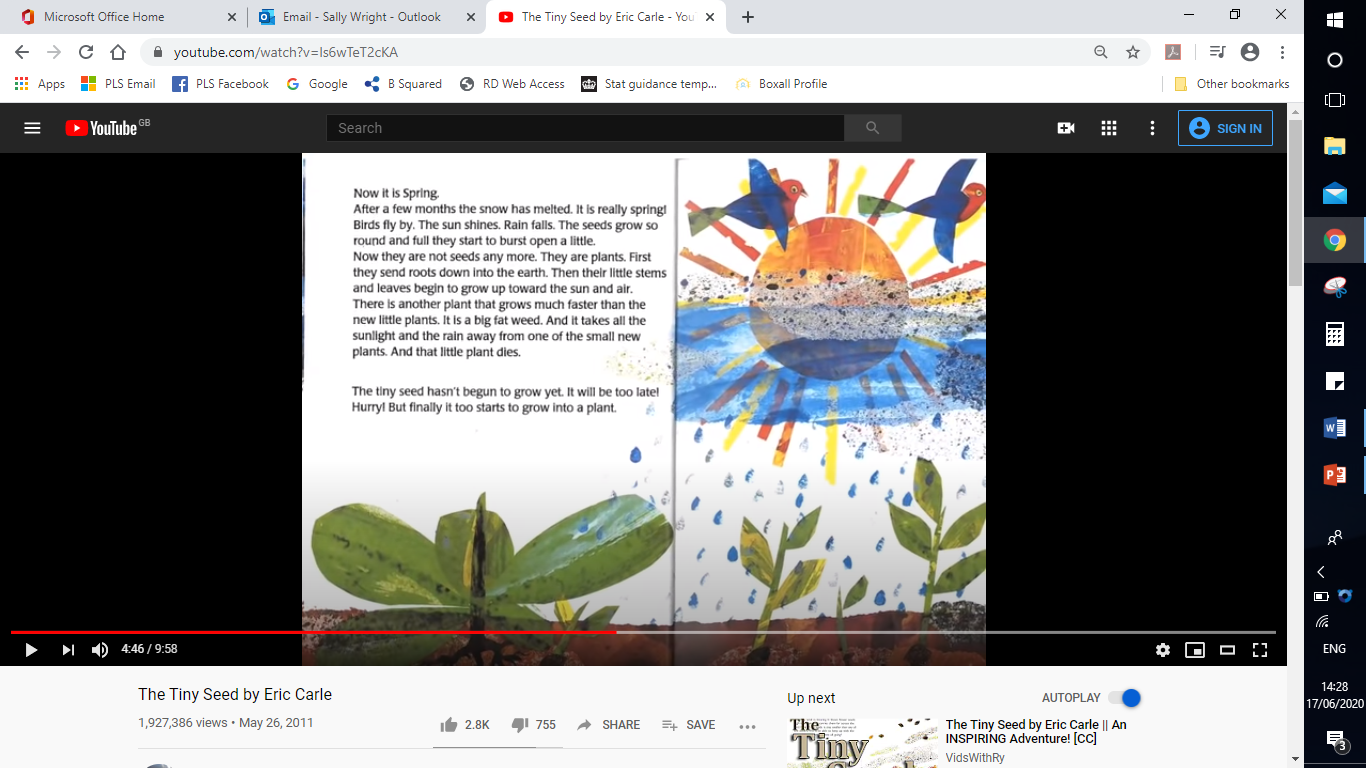 Microsoft Office Home
Email - Sally Wright - Outlook
The Tiny Seed by Eric Carle - You
youtube.com/watch?v=ls6wTeT2cKA
Apps
PLS Email
PLS Facebook
Google
B Squared
RD Web Access
Stat guidance temp...
Boxall Profile
Other bookmarks
YouTube GB
Search
SIGN IN
Now it is Spring.
After a few months the snow has melted. It is really spring!
Birds fly by. The sun shines. Rain falls. The seeds grow so
round and full they start to burst open a little.
Now they are not seeds any more. They are plants. First
they send roots down into the earth. Then their little stems
and leaves begin to grow up toward the sun and air.
There is another plant that grows much faster than the
new little plants. It is a big fat weed. And it takes all the
sunlight and the rain away from one of the small new
plants. And that little plant dies.
The tiny seed hasn't begun to grow yet. It will be too late!
Hurry! But finally it too starts to grow into a plant.
4:46 / 9:58
The Tiny Seed by Eric Carle
1,927,386 views • May 26, 2011
2.8K
755
SHARE
SAVE
Up next
AUTOPLAY
The
Tiny
The Tiny Seed by Eric Carle || An
INSPIRING Adventure! [CC]
VidsWithRy
ENG
14:28
17/06/2020
3